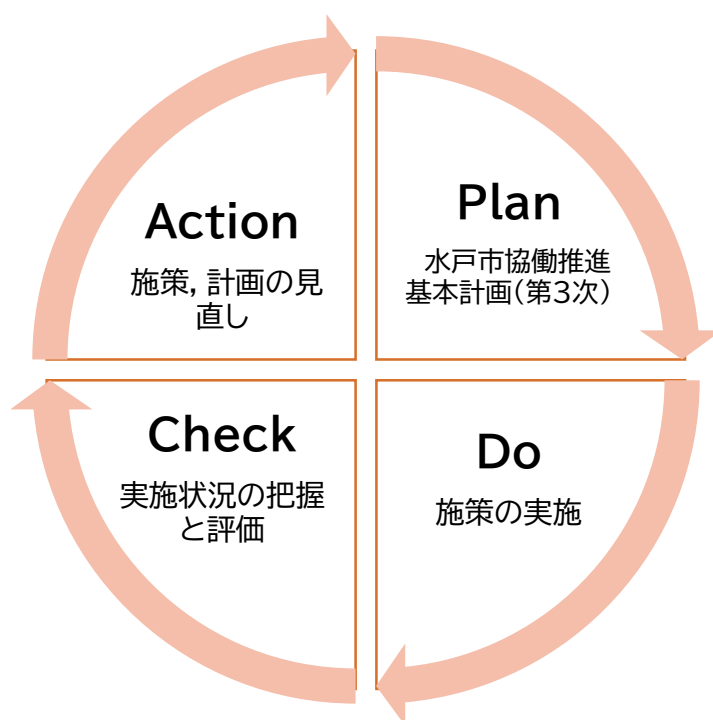 Action
施策，計画の見
直し
Plan
水戸市協働推進
基本計画（第3次）
Check
実施状況の把握
と評価
Do
施策の実施